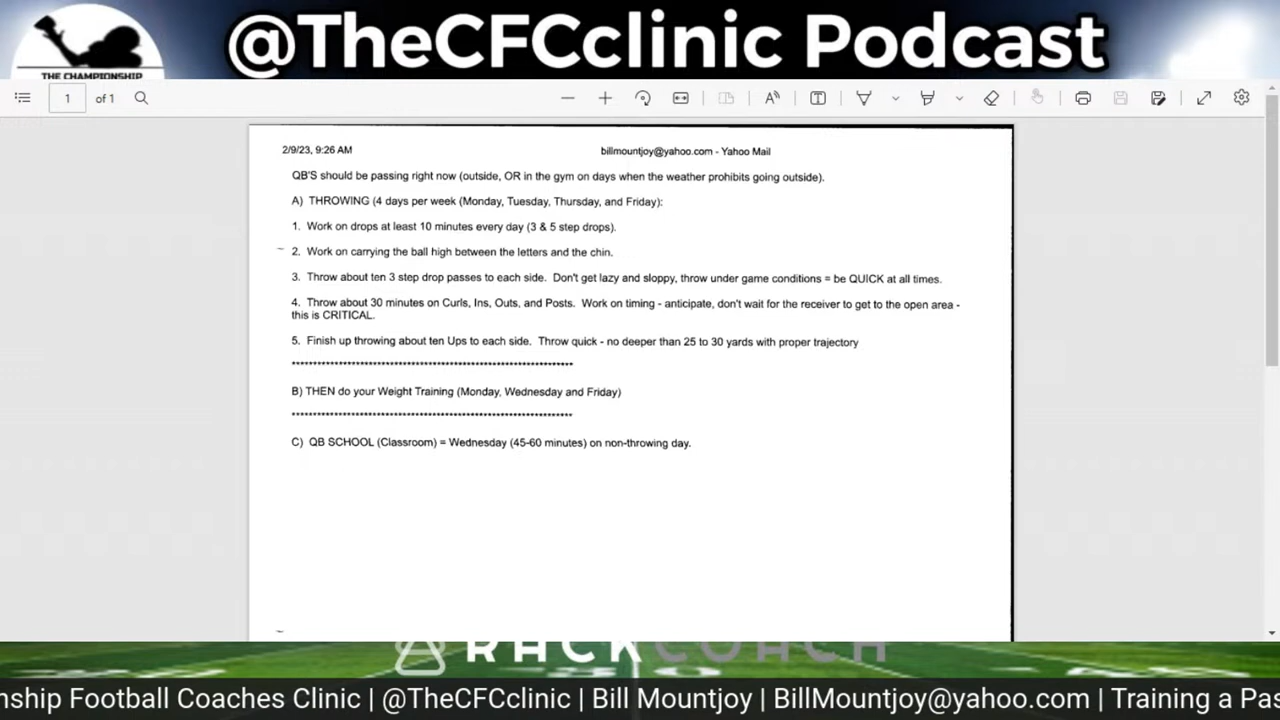 @TheCFCclinic Podcast
THE CHAMPIONSHIP
1 of 1
2/9/23, 9:26 AM billmountjoy@yahoo.com - Yahoo Mail
QB'S should be passing right now (outside, OR in the gym on days when the weather prohibits going outside).
A) THROWING (4 days per week (Monday, Tuesday, Thursday, and Friday):
1. Work on drops at least 10 minutes every day (3 & 5 step drops).
2. Work on carrying the ball high between the letters and the chin.
3. Throw about ten 3 step drop passes to each side. Don't get lazy and sloppy, throw under game conditions = be QUICK at all times.
4. Throw about 30 minutes on Curls, Ins, Outs, and Posts. Work on timing - anticipate, don't wait for the receiver to get to the open area -
this is CRITICAL.
5. Finish up throwing about ten Ups to each side. Throw quick - no deeper than 25 to 30 yards with proper trajectory
B) THEN do your Weight Training (Monday, Wednesday and Friday)
C) QB SCHOOL (Classroom) = Wednesday (45-60 minutes) on non-throwing day.
RACKCOACH
nship Football Coaches Clinic | @TheCFCclinic | Bill Mountjoy | BillMountjoy@yahoo.com | Training a Pas